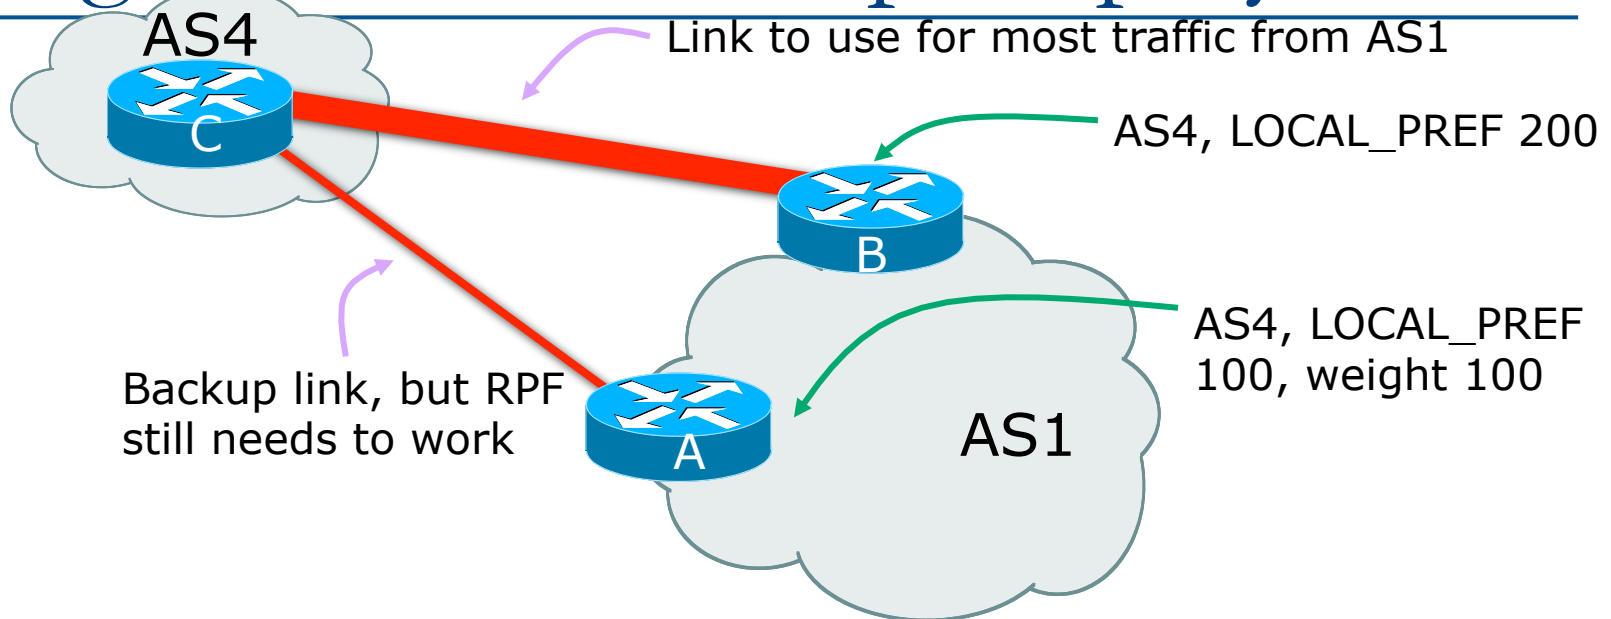 AS4
Link to use for most traffic from AS1
C
AS4, LOCAL_PREF 200
B
AS4, LOCAL_PREF
100, weight 100
Backup link, but RPF
still needs to work
A
AS1